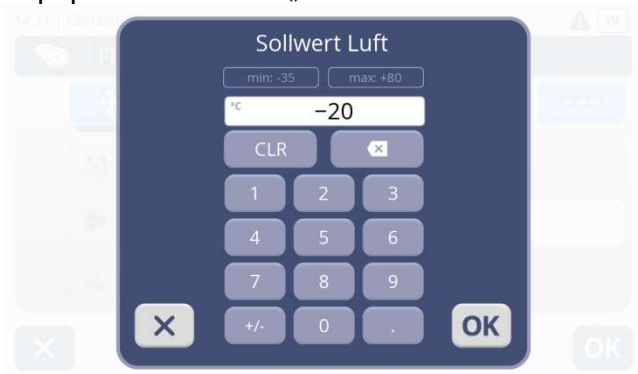 Sollwert Luft
min: -35 max: +80
°C −20
CLR
1 2 3
4 5 6
7 8 9
+/- 0 . OK